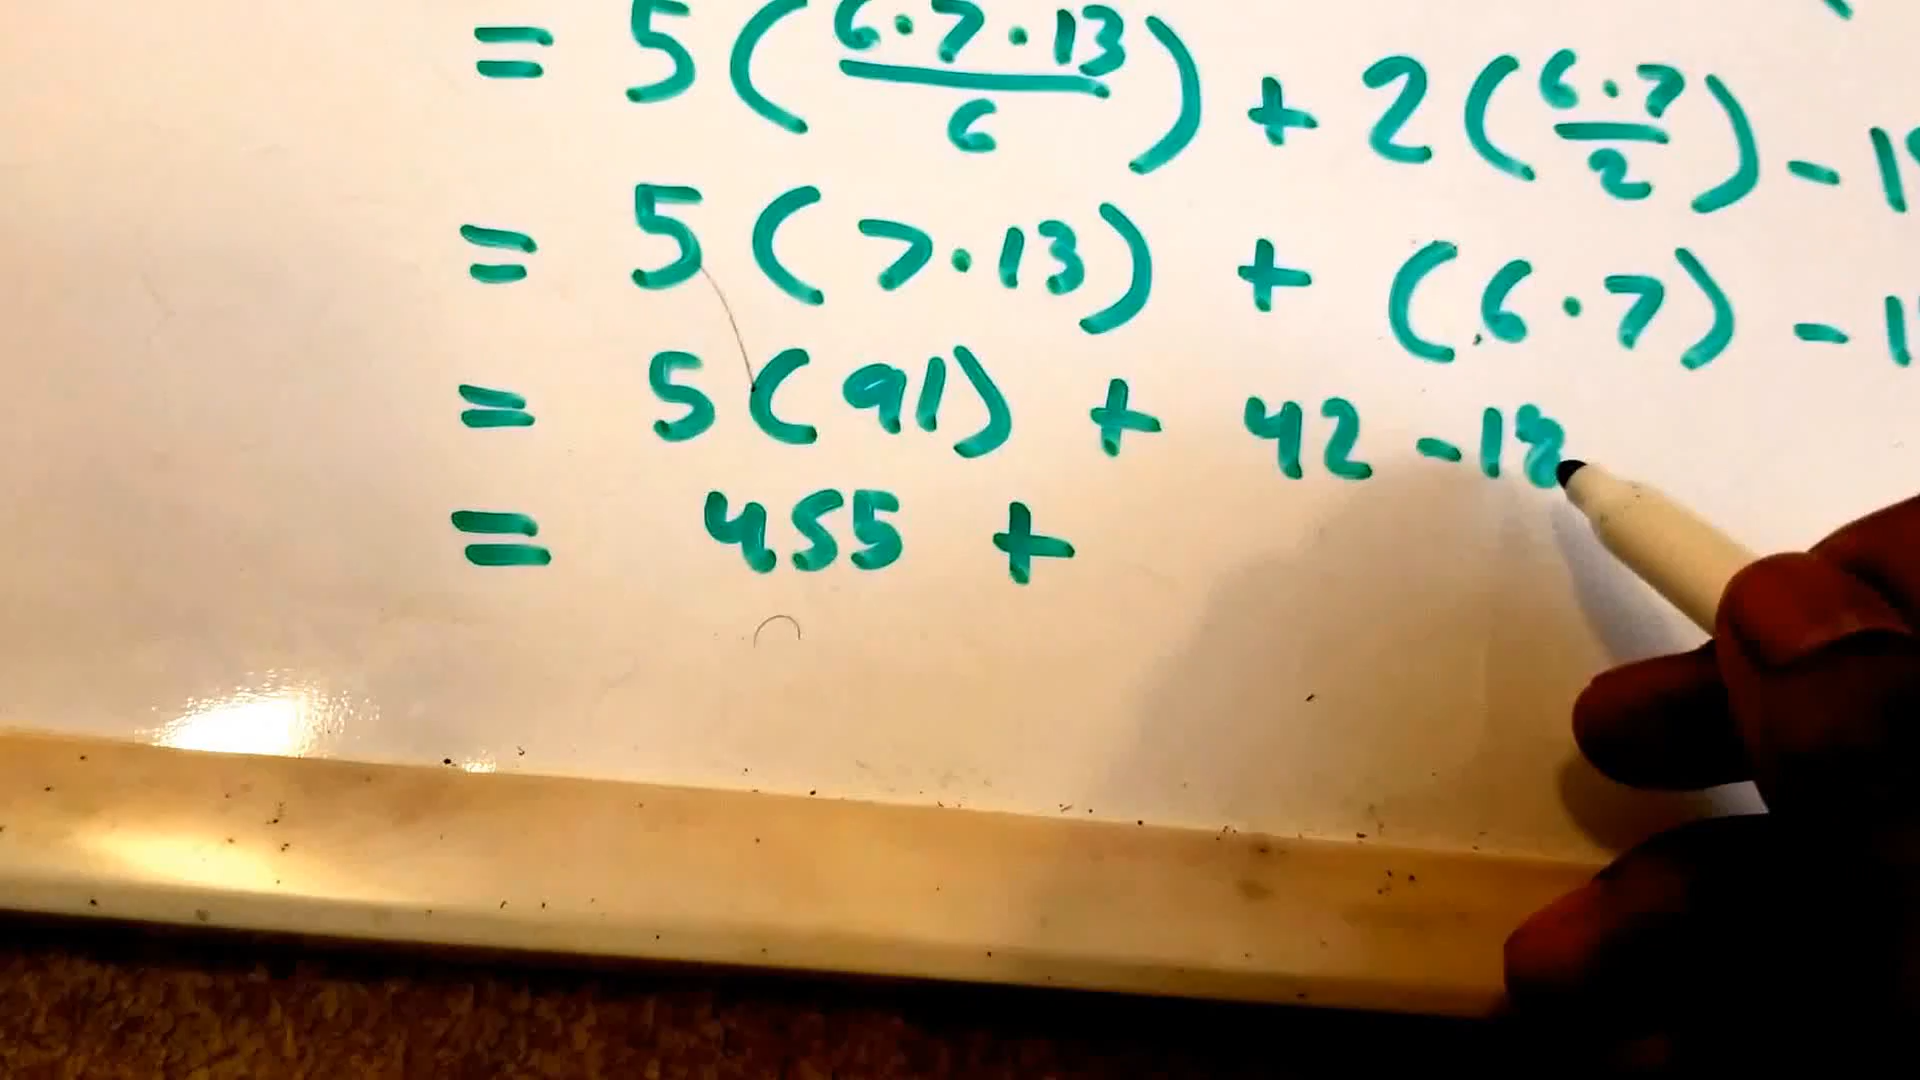 = 5(6·7·13/6) + 2(6·7/2) - 1
= 5(7·13) + (6·7) - 1
= 5(91) + 42 - 18
= 455 +